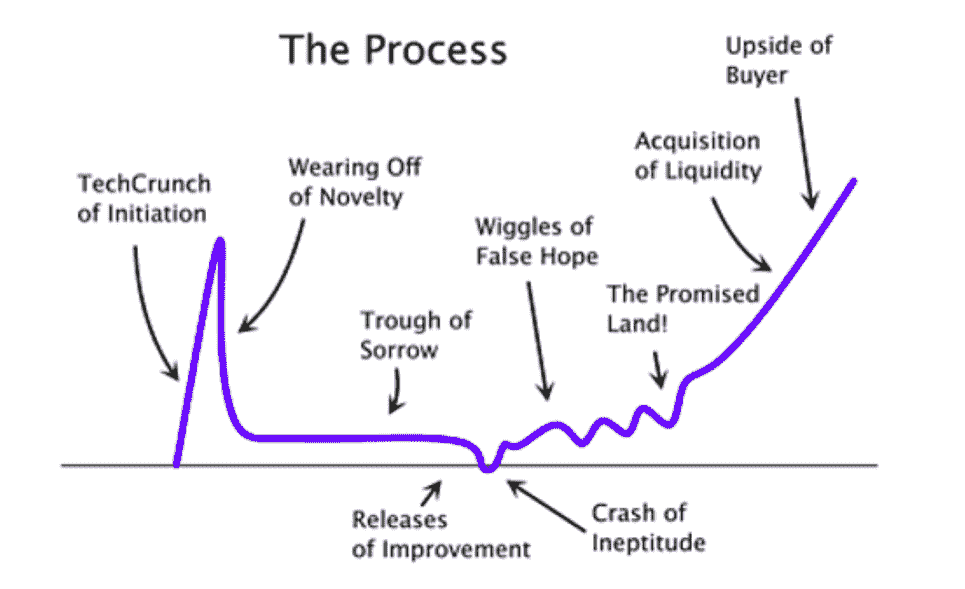 The Process
Upside of
Buyer
Acquisition
of Liquidity
TechCrunch
of Initiation
Wearing Off
of Novelty
Wiggles of
False Hope
The Promised
Land!
Trough of
Sorrow
Releases
of Improvement
Crash of
Ineptitude